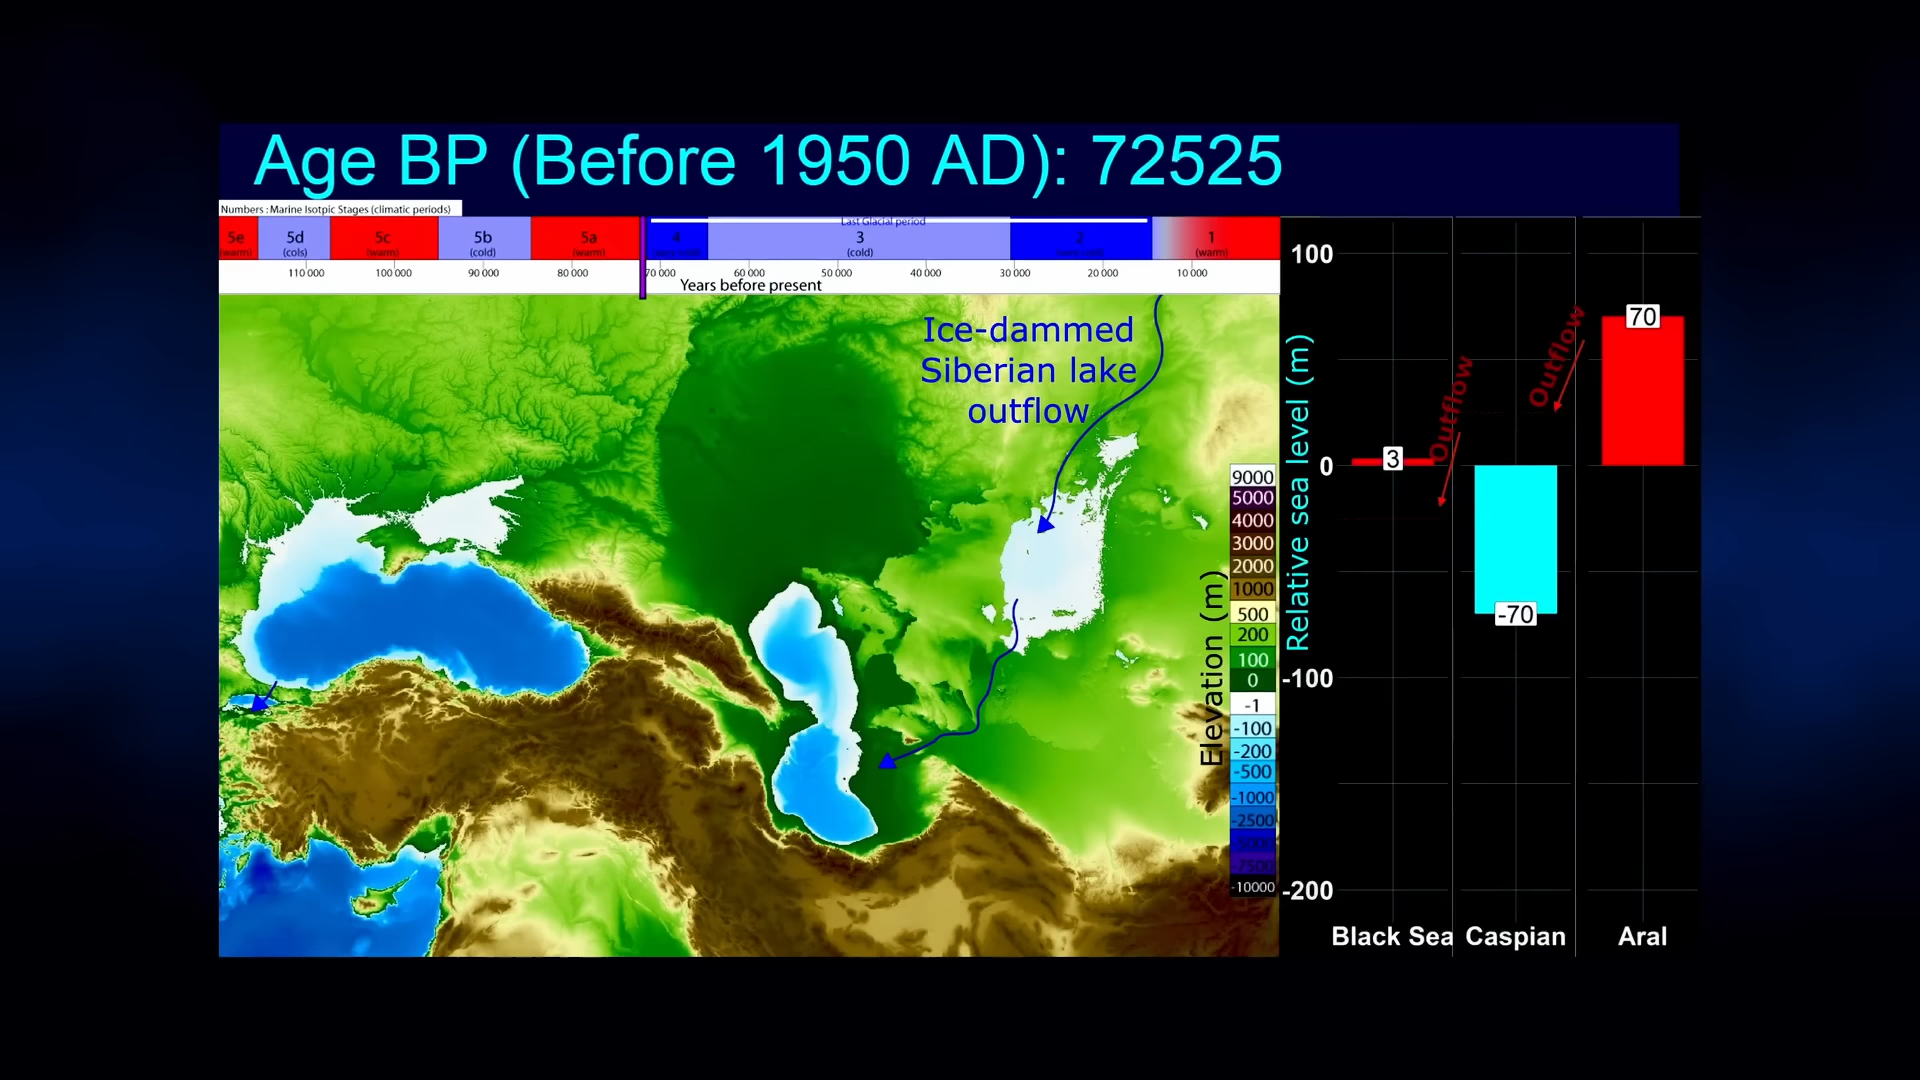 Age BP (Before 1950 AD): 72525
Numbers : Marine Isotpic Stages (climatic periods)
Last Glacial period
5e 5d 5c 5b 5a 4 3 2 1
(warm) (cols) (warm) (cold) (warm) (cold) (warm)
110 000 100 000 90 000 80 000 70 000 60 000 50 000 40 000 30 000 20 000 10 000
Years before present
Ice-dammed
Siberian lake
outflow
Elevation (m)
9000
5000
4000
3000
2000
1000
500
200
100
0
-1
-100
-200
-500
-1000
-2500
-5000
-7500
-10000
Relative sea level (m)
100
0
-100
-200
3
Outflow
-70
Outflow
70
Black Sea Caspian Aral